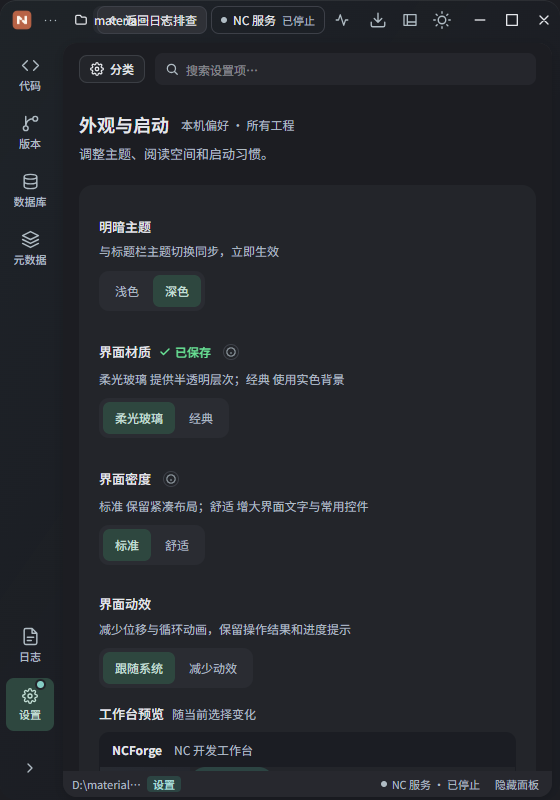 N ··· material 返回日志排查 NC 服务 已停止
代码
版本
数据库
元数据
日志
设置
分类 搜索设置项···
外观与启动 本机偏好 · 所有工程
调整主题、阅读空间和启动习惯。
明暗主题
与标题栏主题切换同步，立即生效
浅色 深色
界面材质 已保存
柔光玻璃 提供半透明层次；经典 使用实色背景
柔光玻璃 经典
界面密度
标准 保留紧凑布局；舒适 增大界面文字与常用控件
标准 舒适
界面动效
减少位移与循环动画，保留操作结果和进度提示
跟随系统 减少动效
工作台预览 随当前选择变化
NCForge NC 开发工作台
D:\material··· 设置 NC 服务 · 已停止 隐藏面板